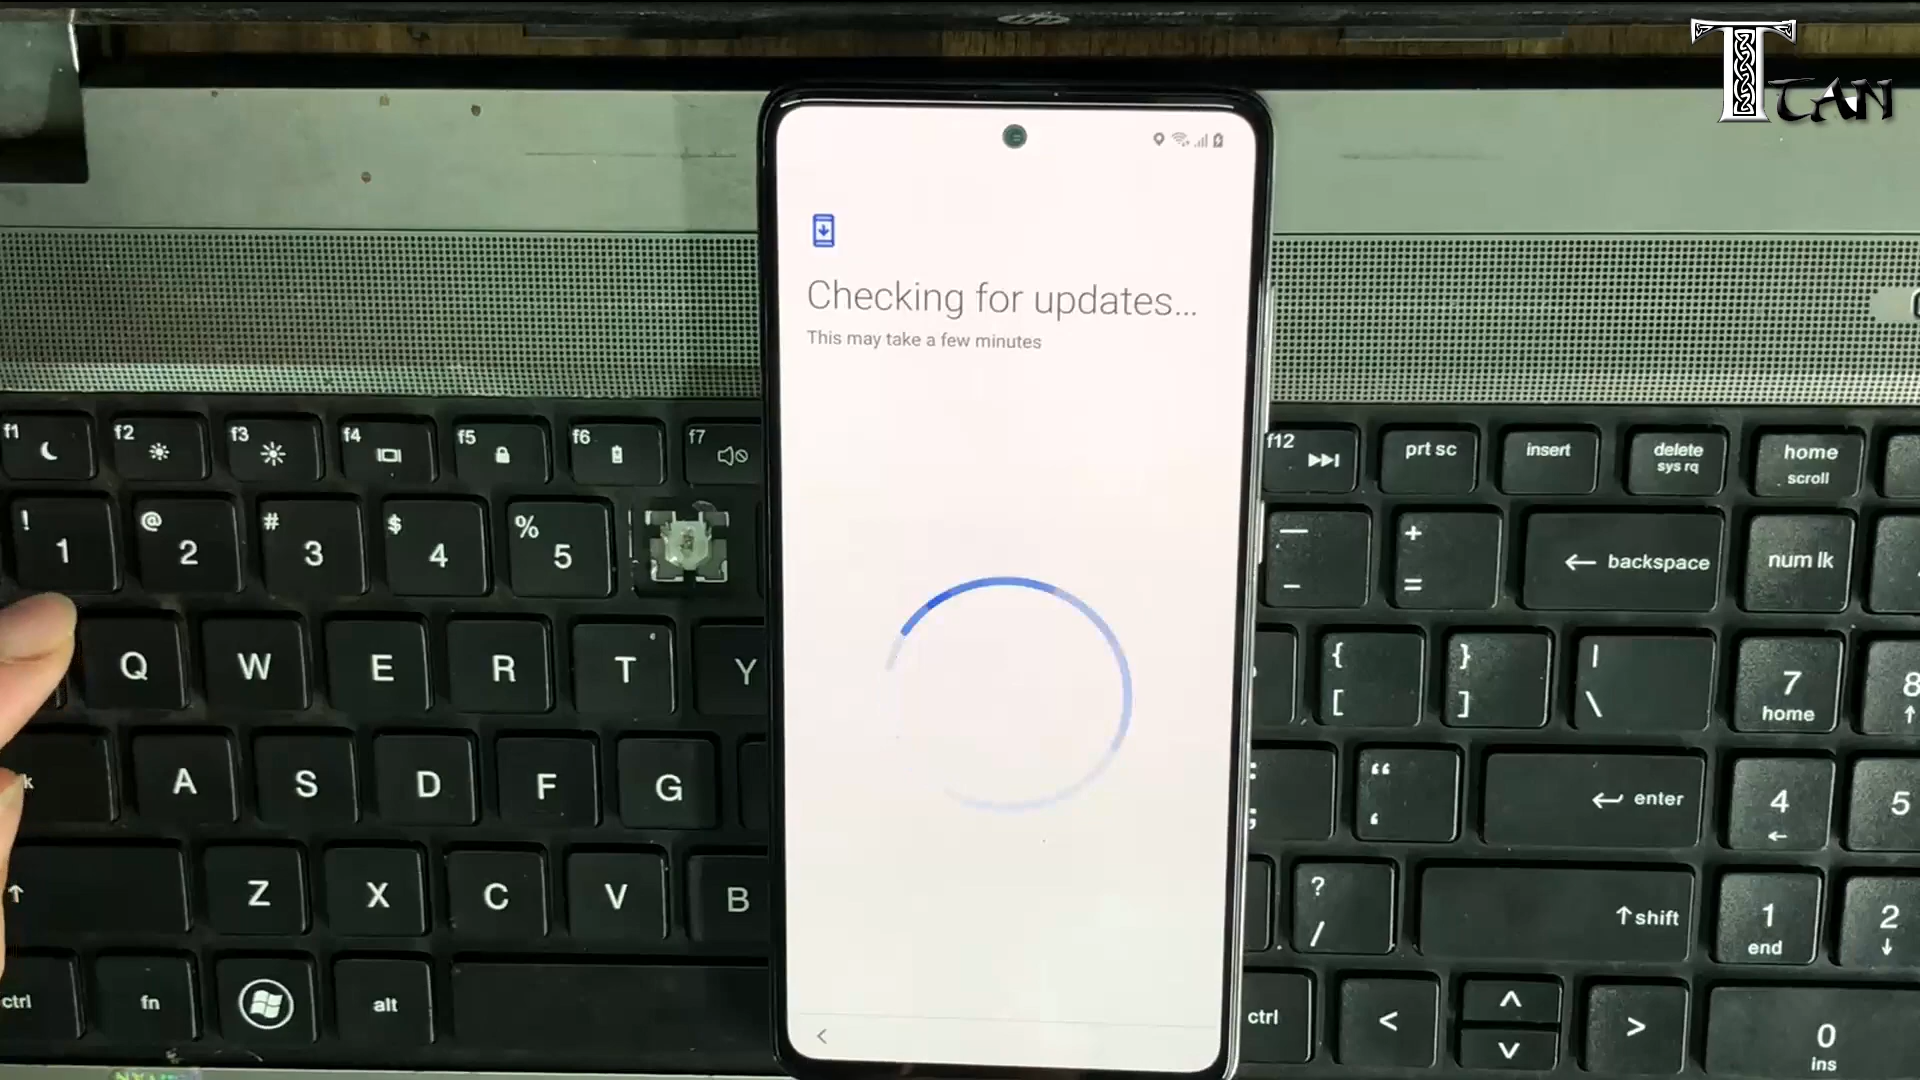 Ttan
Checking for updates...
This may take a few minutes
f1
f2
f3
f4
f5
f6
f7
f12
prt sc
insert
delete
sys rq
home
scroll
! 1
@ 2
# 3
$ 4
% 5
— -
+ =
← backspace
num lk
Q W E R T Y
{ [
} ]
| \
7
home
8
↑
k
A S D F G
: ;
“ ‘
↵ enter
4
←
5
↑
Z X C V B
? /
↑ shift
1
end
2
↓
ctrl
fn
alt
ctrl
<
^
v
>
0
ins